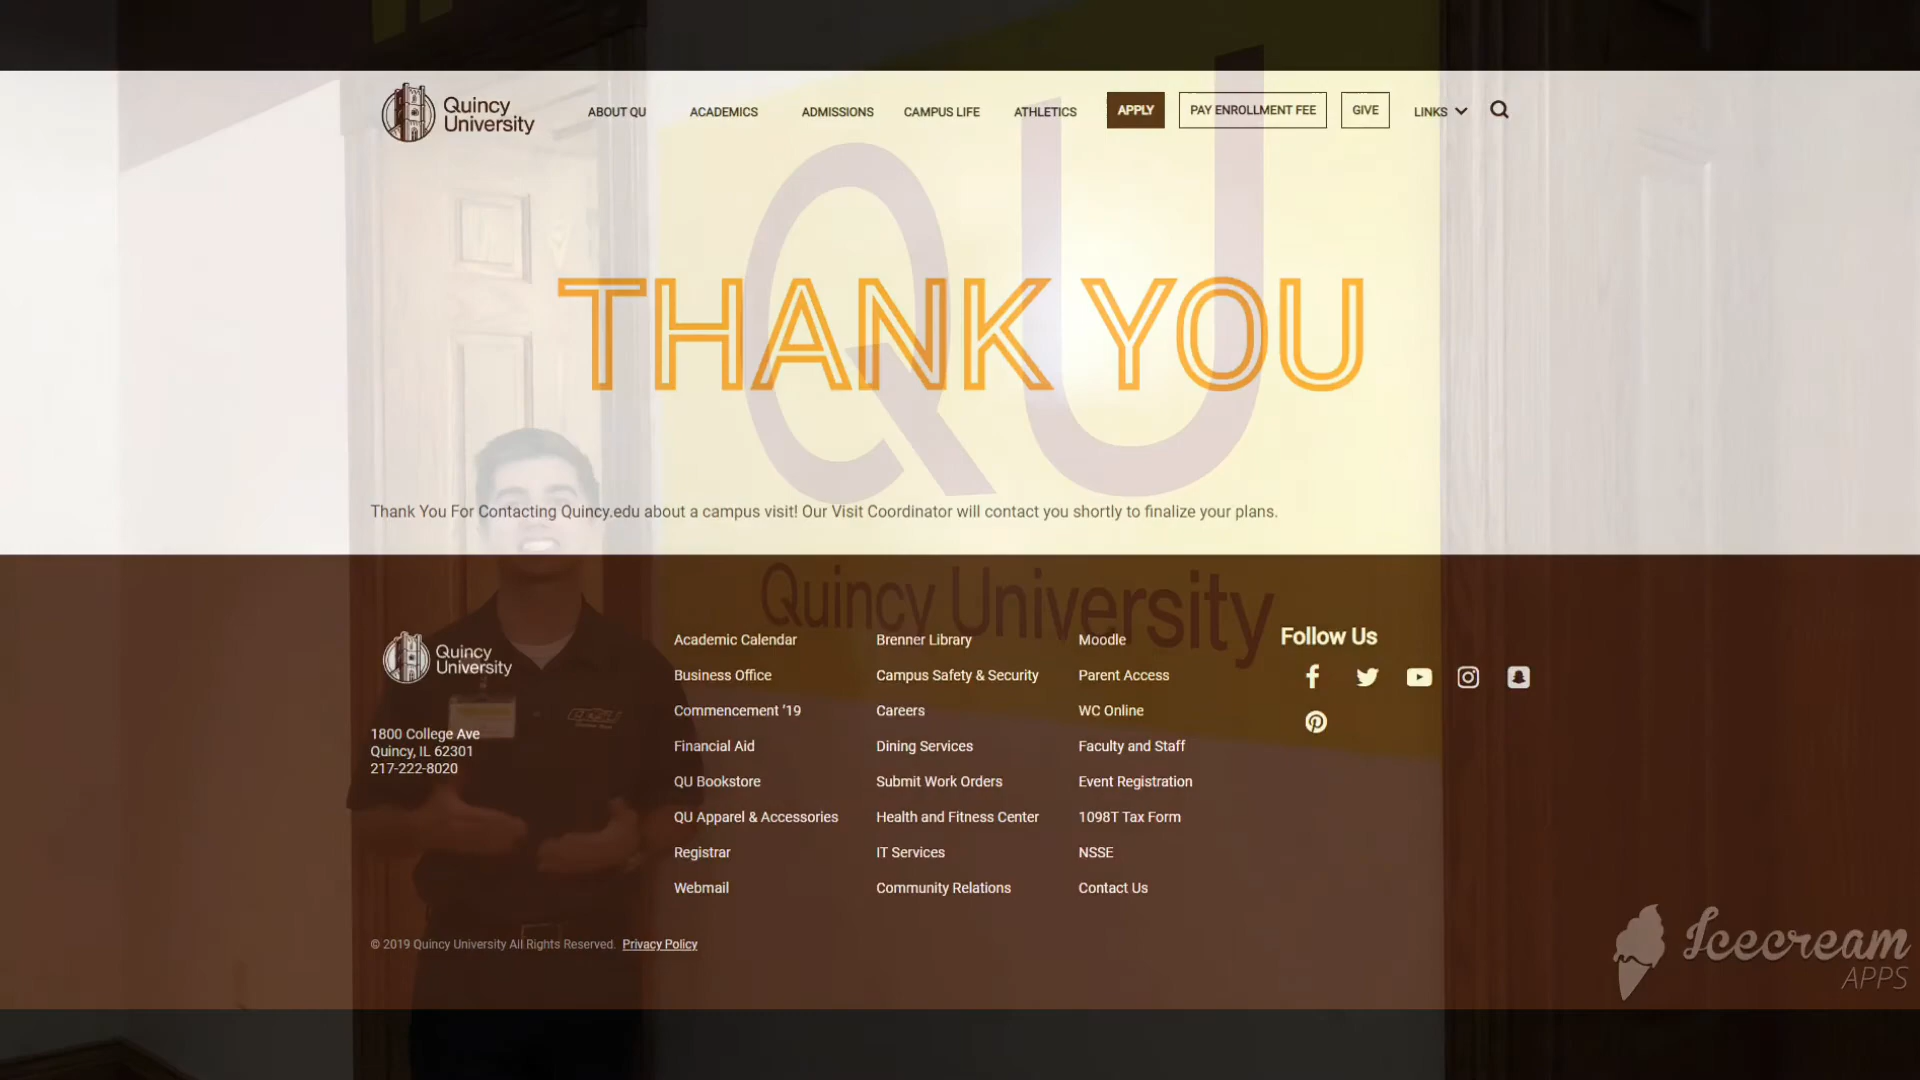 Quincy
University
ABOUT QU ACADEMICS ADMISSIONS CAMPUS LIFE ATHLETICS APPLY PAY ENROLLMENT FEE GIVE LINKS
QU
THANK YOU
Thank You For Contacting Quincy.edu about a campus visit! Our Visit Coordinator will contact you shortly to finalize your plans.
Quincy University
Quincy
University
1800 College Ave
Quincy, IL 62301
217-222-8020
Academic Calendar
Business Office
Commencement '19
Financial Aid
QU Bookstore
QU Apparel & Accessories
Registrar
Webmail
Brenner Library
Campus Safety & Security
Careers
Dining Services
Submit Work Orders
Health and Fitness Center
IT Services
Community Relations
Moodle
Parent Access
WC Online
Faculty and Staff
Event Registration
1098T Tax Form
NSSE
Contact Us
Follow Us
© 2019 Quincy University All Rights Reserved. Privacy Policy
Icecream
APPS